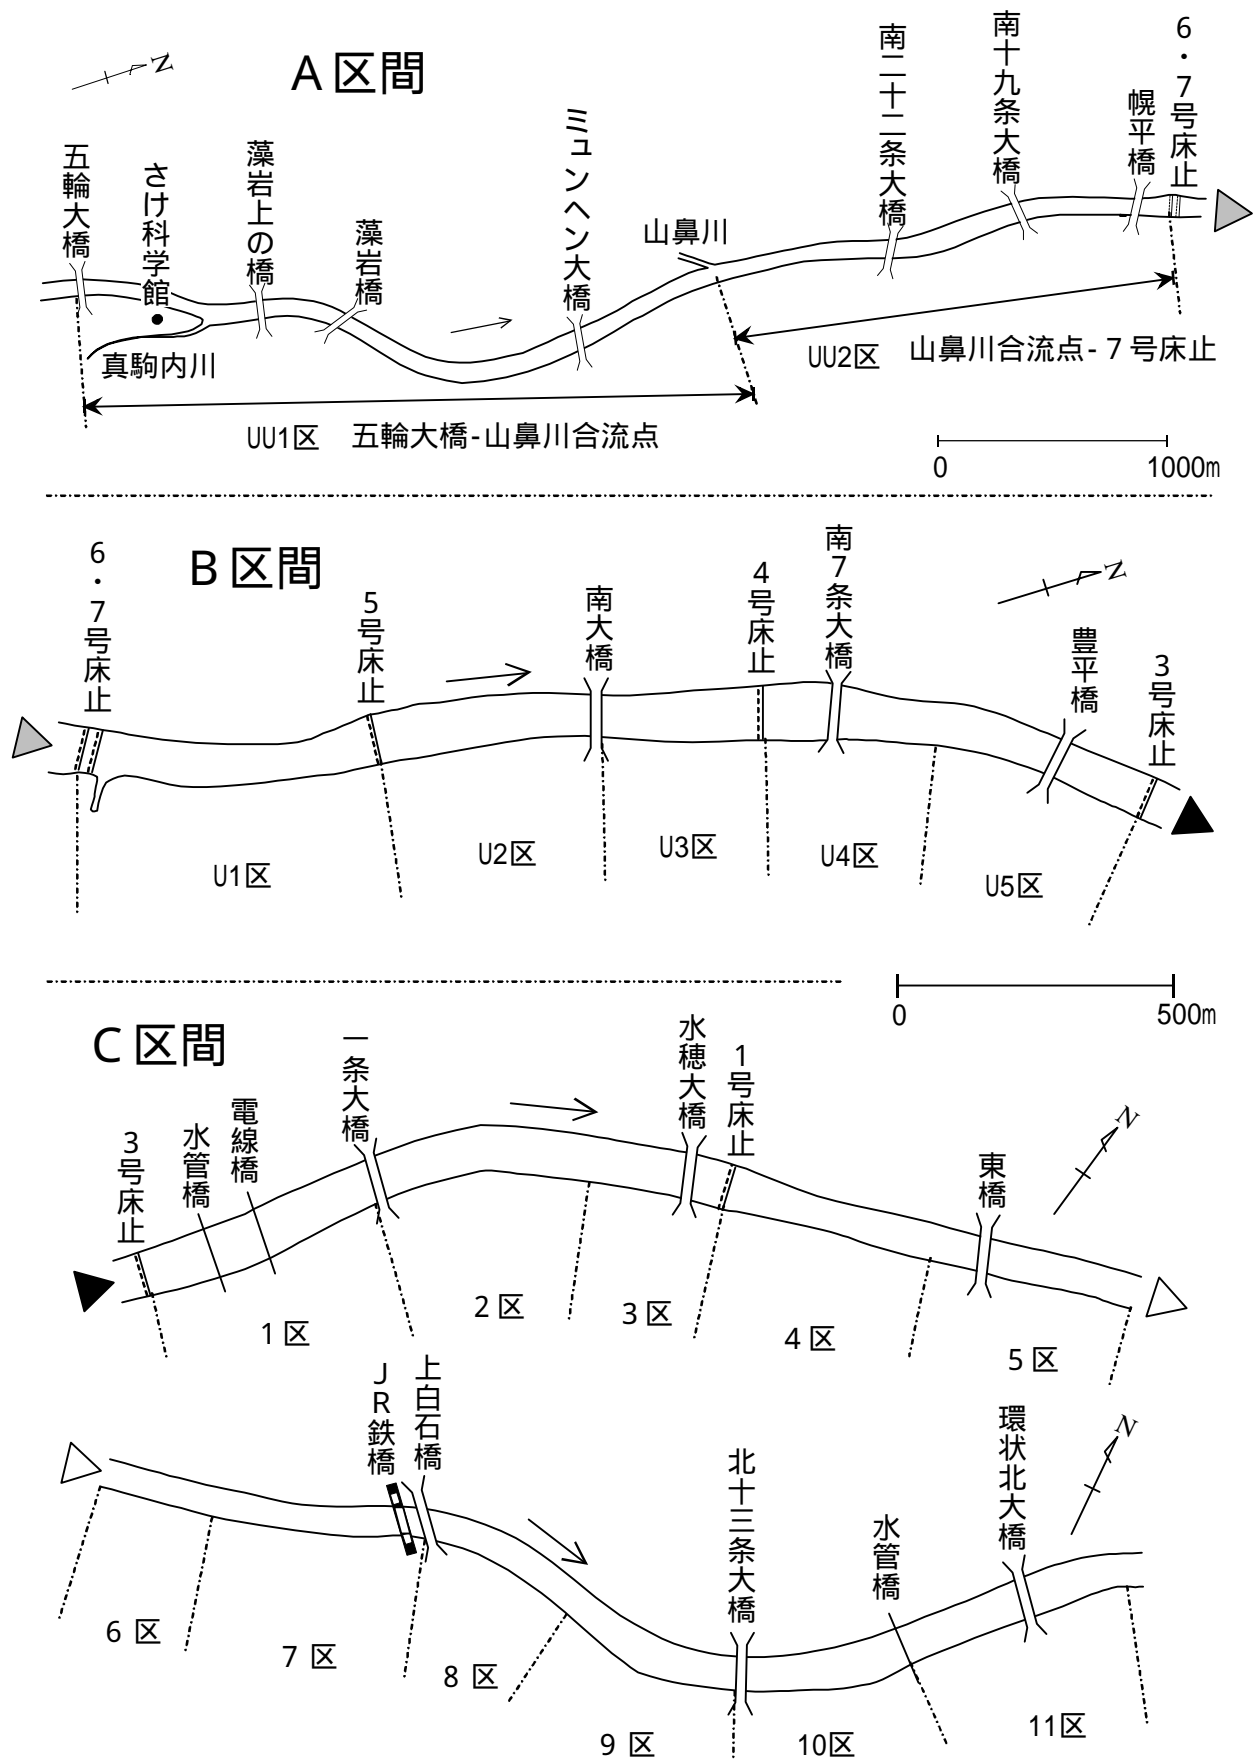 A区間
N
五輪大橋
さけ科学館
藻岩上の橋
藻岩橋
ミュンヘン大橋
山鼻川
南二十二条大橋
南十九条大橋
幌平橋
6・7号床止
真駒内川
UU1区 五輪大橋-山鼻川合流点
UU2区 山鼻川合流点-7号床止
0 1000m
B区間
N
6・7号床止
5号床止
南大橋
4号床止
南7条大橋
豊平橋
3号床止
U1区
U2区
U3区
U4区
U5区
0 500m
C区間
N
3号床止
水管橋
電線橋
一条大橋
水穂大橋
1号床止
東橋
1区
2区
3区
4区
5区
JR鉄橋
上白石橋
北十三条大橋
水管橋
環状北大橋
N
6区
7区
8区
9区
10区
11区